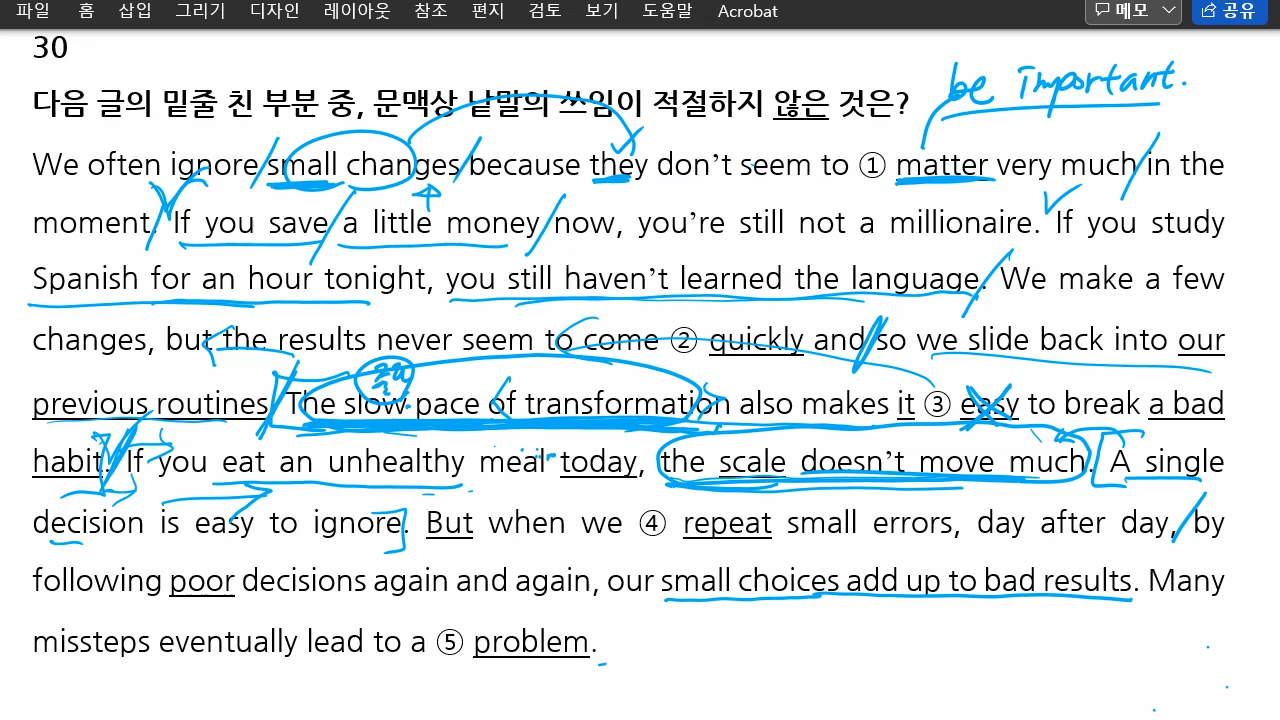 파일 홈 삽입 그리기 디자인 레이아웃 참조 편지 검토 보기 도움말 Acrobat 메모 공유
30
be important.
다음 글의 밑줄 친 부분 중, 문맥상 낱말의 쓰임이 적절하지 않은 것은?
We often ignore small changes because they don’t seem to ① matter very much in the
moment. If you save a little money now, you’re still not a millionaire. If you study
Spanish for an hour tonight, you still haven’t learned the language. We make a few
changes, but the results never seem to come ② quickly and so we slide back into our
previous routines. The slow pace of transformation also makes it ③ easy to break a bad
habit. If you eat an unhealthy meal today, the scale doesn’t move much. A single
decision is easy to ignore. But when we ④ repeat small errors, day after day, by
following poor decisions again and again, our small choices add up to bad results. Many
missteps eventually lead to a ⑤ problem.